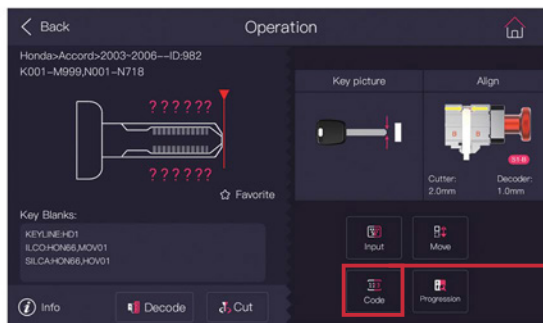 Back
Operation
Honda>Accord>2003~2006--ID:982
K001-M999,N001-N718
??????
??????
Favorite
Key Blanks:
KEYLINE:HD1
ILCO:HON66,MOV01
SILCA:HON66,HOV01
Info
Decode
Cut
Key picture
Align
S1-B
Cutter:
2.0mm
Decoder:
1.0mm
Input
Move
Code
Progression